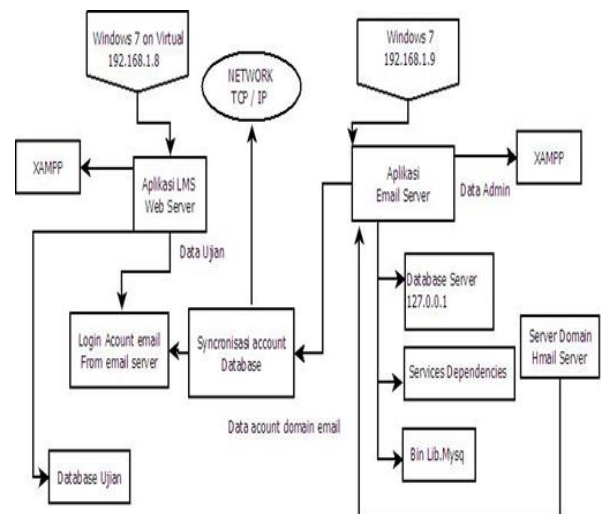 Windows 7 on Virtual
192.168.1.8
NETWORK
TCP / IP
Windows 7
192.168.1.9
XAMPP
Aplikasi LMS
Web Server
Aplikasi
Email Server
Data Admin
XAMPP
Data Ujian
Database Server
127.0.0.1
Login Acount email
From email server
Syncronisasi account
Database
Server Domain
Hmail Server
Services Dependencies
Data acount domain email
Bin Lib.Mysq
Database Ujian